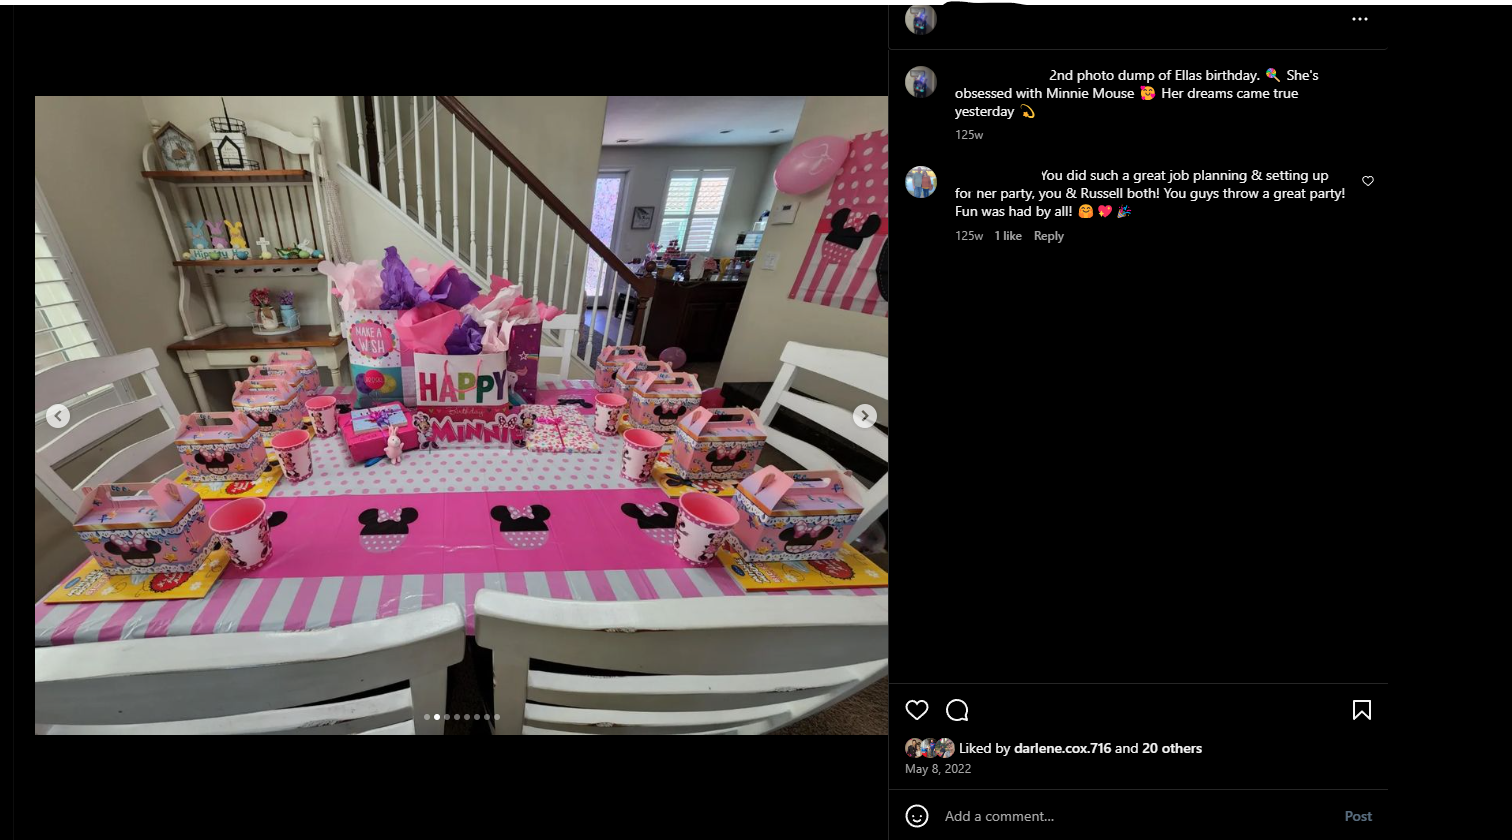 2nd photo dump of Ellas birthday. 🍭 She's
obsessed with Minnie Mouse 🥰 Her dreams came true
yesterday 💫
125w
You did such a great job planning & setting up
for her party, you & Russell both! You guys throw a great party!
Fun was had by all! 🤗 💖 🎉
125w 1 like Reply
MAKE A
WISH
HAPPY
Birthday
MINNIE
Liked by darlene.cox.716 and 20 others
May 8, 2022
Add a comment...
Post